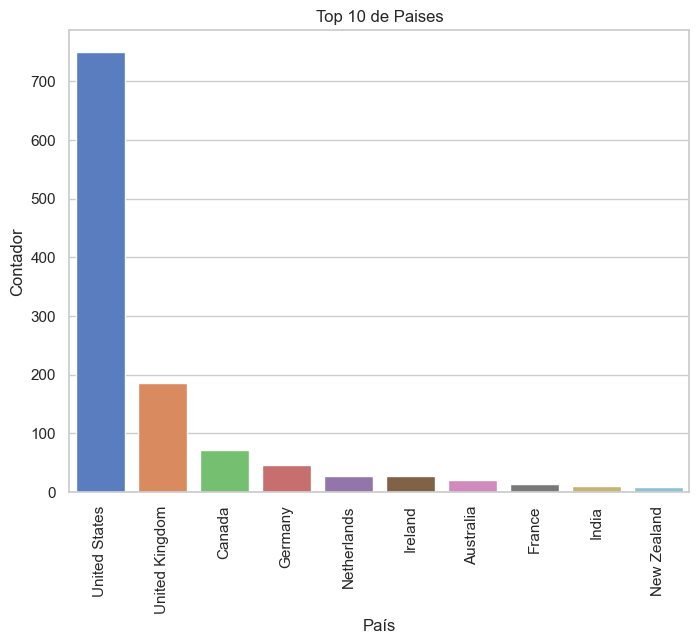 Top 10 de Paises
Contador
700
600
500
400
300
200
100
0
United States
United Kingdom
Canada
Germany
Netherlands
Ireland
Australia
France
India
New Zealand
País